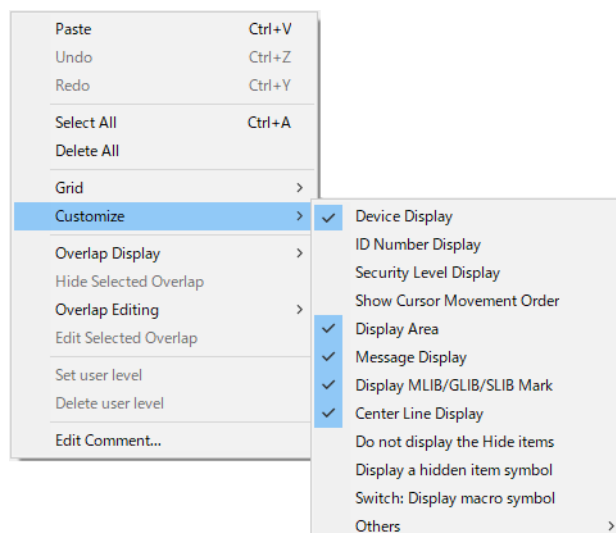 Paste Ctrl+V
Undo Ctrl+Z
Redo Ctrl+Y
Select All Ctrl+A
Delete All
Grid
Customize
Overlap Display
Hide Selected Overlap
Overlap Editing
Edit Selected Overlap
Set user level
Delete user level
Edit Comment...
Device Display
ID Number Display
Security Level Display
Show Cursor Movement Order
Display Area
Message Display
Display MLIB/GLIB/SLIB Mark
Center Line Display
Do not display the Hide items
Display a hidden item symbol
Switch: Display macro symbol
Others